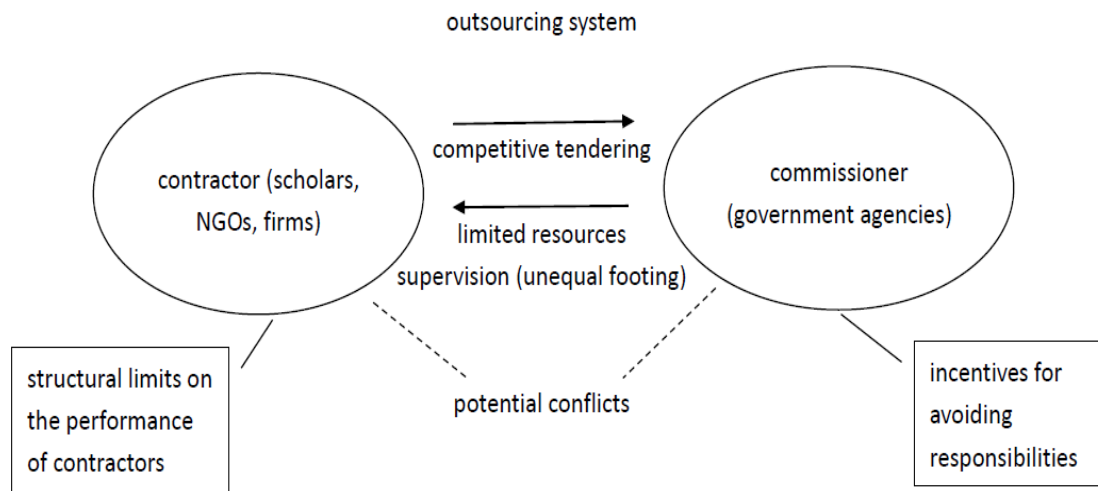 outsourcing system
contractor (scholars,
NGOs, firms)
competitive tendering
limited resources
supervision (unequal footing)
commissioner
(government agencies)
structural limits on
the performance
of contractors
potential conflicts
incentives for
avoiding
responsibilities